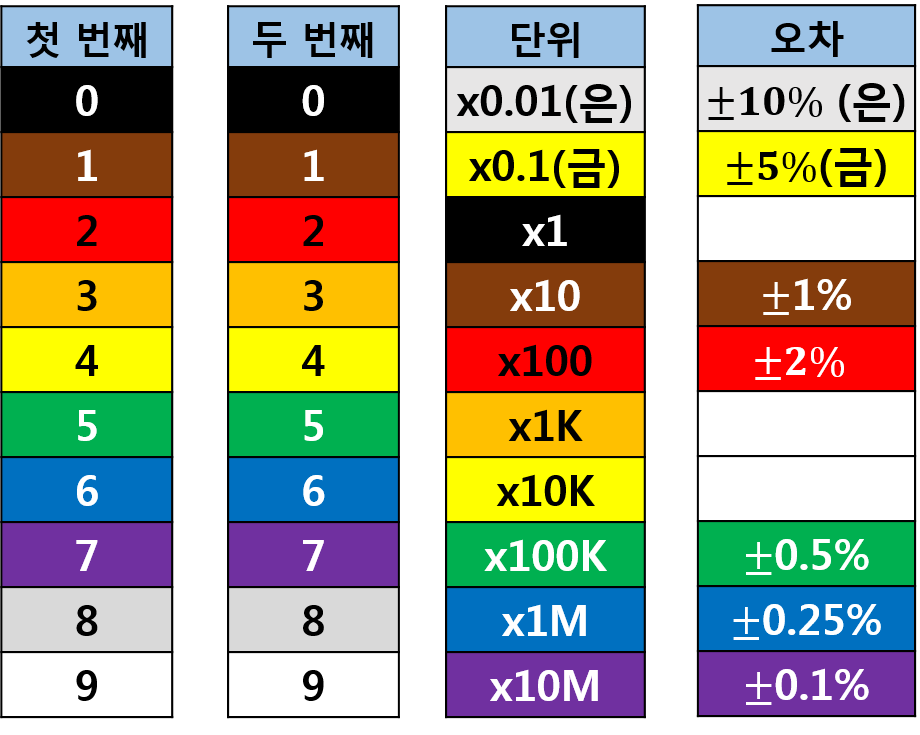 첫 번째 두 번째 단위 오차
0 0 x0.01(은) ±10% (은)
1 1 x0.1(금) ±5%(금)
2 2 x1
3 3 x10 ±1%
4 4 x100 ±2%
5 5 x1K
6 6 x10K
7 7 x100K ±0.5%
8 8 x1M ±0.25%
9 9 x10M ±0.1%